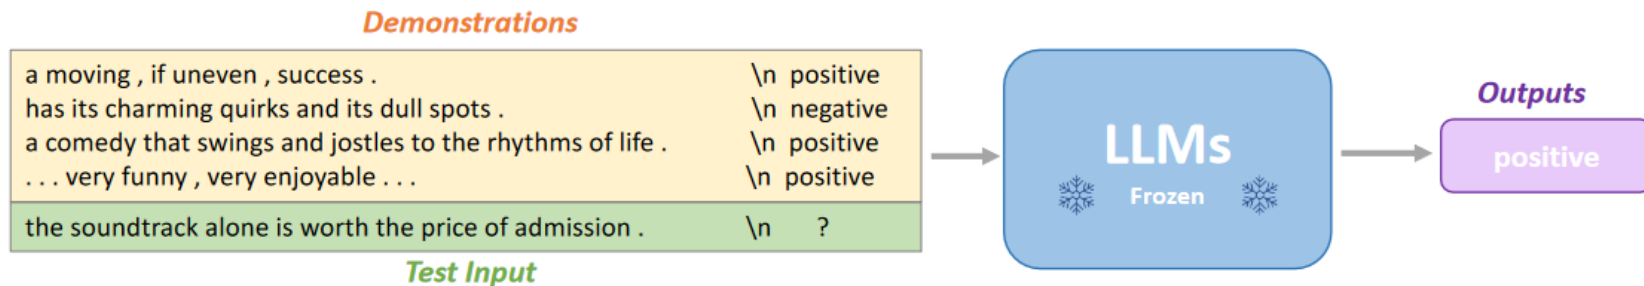 Demonstrations
a moving , if uneven , success . \n positive
has its charming quirks and its dull spots . \n negative
a comedy that swings and jostles to the rhythms of life . \n positive
. . . very funny , very enjoyable . . . \n positive
the soundtrack alone is worth the price of admission . \n ?
Test Input
LLMs
Frozen
Outputs
positive